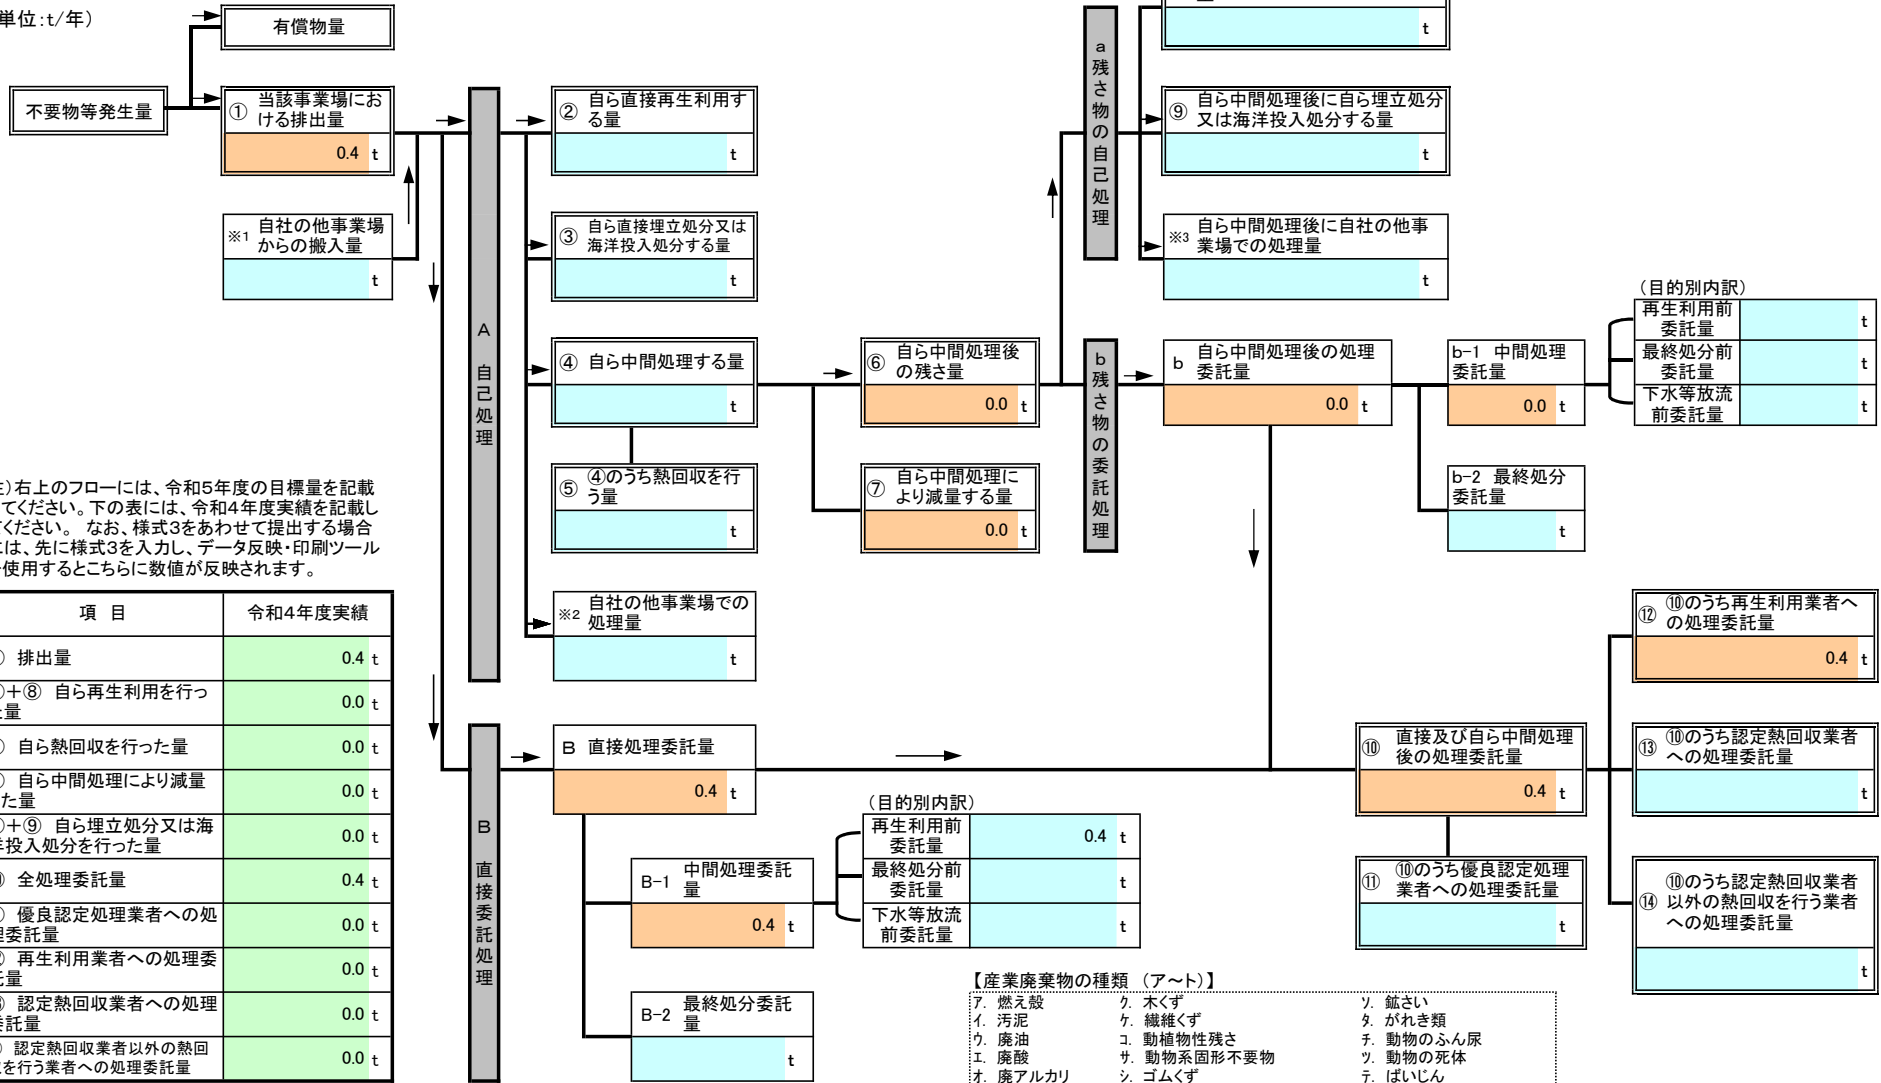 単位:t/年)
有償物量
不要物等発生量
① 当該事業場にお
ける排出量
0.4 t
※1 自社の他事業場
からの搬入量
t
A 自己処理
② 自ら直接再生利用す
る量
t
③ 自ら直接埋立処分又は
海洋投入処分する量
t
④ 自ら中間処理する量
t
⑤ ④のうち熱回収を行
う量
t
※2 自社の他事業場での
処理量
t
⑥ 自ら中間処理後
の残さ量
0.0 t
⑦ 自ら中間処理に
より減量する量
0.0 t
a 残さ物の自己処理
t
⑨ 自ら中間処理後に自ら埋立処分
又は海洋投入処分する量
t
※3 自ら中間処理後に自社の他事
業場での処理量
t
b 残さ物の委託処理
b 自ら中間処理後の処理
委託量
0.0 t
b-1 中間処理
委託量
0.0 t
b-2 最終処分
委託量
t
(目的別内訳)
再生利用前
委託量
t
最終処分前
委託量
t
下水等放流
前委託量
t
)右上のフローには、令和5年度の目標量を記載
てください。下の表には、令和4年度実績を記載し
ください。 なお、様式3をあわせて提出する場合
は、先に様式3を入力し、データ反映・印刷ツール
使用するとこちらに数値が反映されます。
項 目 令和4年度実績
) 排出量 0.4 t
)+⑧ 自ら再生利用を行っ
量 0.0 t
) 自ら熱回収を行った量 0.0 t
) 自ら中間処理により減量
た量 0.0 t
)+⑨ 自ら埋立処分又は海
投入処分を行った量 0.0 t
) 全処理委託量 0.4 t
) 優良認定処理業者への処
委託量 0.0 t
) 再生利用業者への処理委
量 0.0 t
) 認定熱回収業者への処理
託量 0.0 t
) 認定熱回収業者以外の熱回
を行う業者への処理委託量 0.0 t
B 直接委託処理
B 直接処理委託量
0.4 t
B-1 中間処理委託
量
0.4 t
B-2 最終処分委託
量
t
(目的別内訳)
再生利用前
委託量
0.4 t
最終処分前
委託量
t
下水等放流
前委託量
t
⑩ 直接及び自ら中間処理
後の処理委託量
0.4 t
⑪ ⑩のうち優良認定処理
業者への処理委託量
t
⑫ ⑩のうち再生利用業者へ
の処理委託量
0.4 t
⑬ ⑩のうち認定熱回収業者
への処理委託量
t
⑭ ⑩のうち認定熱回収業者
以外の熱回収を行う業者
への処理委託量
t
【産業廃棄物の種類 (ア~ト)】
ア. 燃え殻 ク. 木くず ソ. 鉱さい
イ. 汚泥 ケ. 繊維くず タ. がれき類
ウ. 廃油 コ. 動植物性残さ チ. 動物のふん尿
エ. 廃酸 サ. 動物系固形不要物 ツ. 動物の死体
オ. 廃アルカリ シ. ゴムくず テ. ばいじん